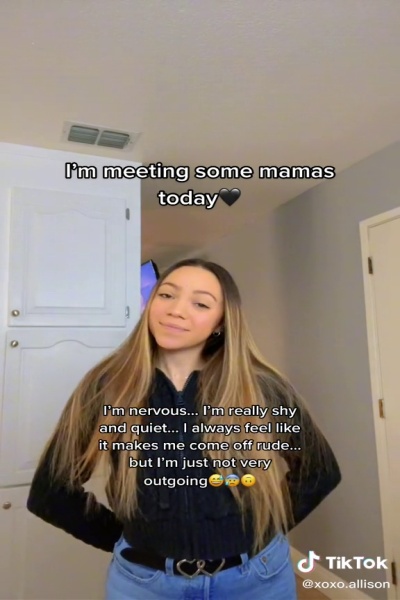 I'm meeting some mamas
today🖤
I'm nervous... I'm really shy
and quiet... I always feel like
it makes me come off rude...
but I'm just not very
outgoing😅😰🙃
TikTok
@xoxo.allison